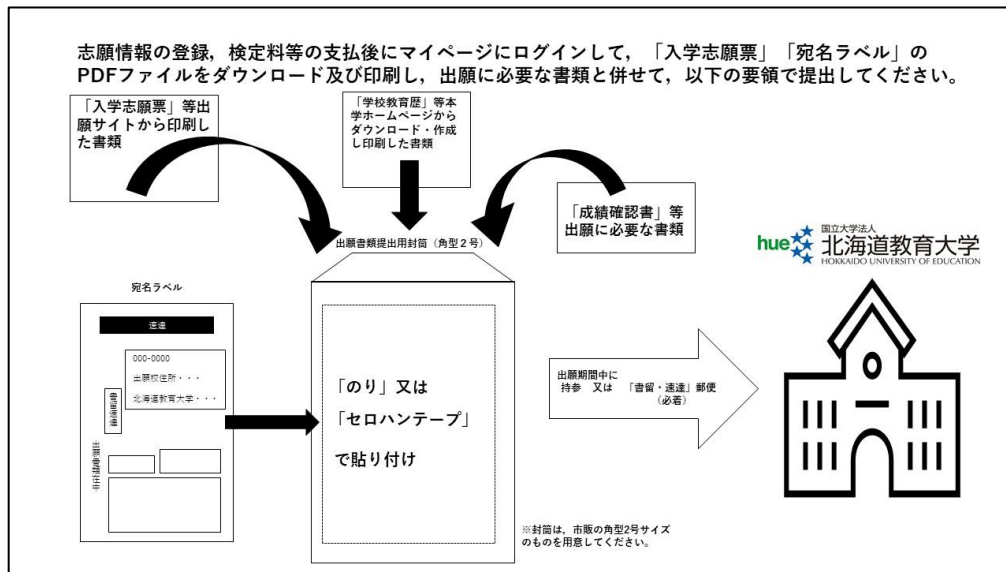 志願情報の登録，検定料等の支払後にマイページにログインして，「入学志願票」「宛名ラベル」の
PDFファイルをダウンロード及び印刷し，出願に必要な書類と併せて，以下の要領で提出してください。
「入学志願票」等出
願サイトから印刷し
た書類
「学校教育歴」等本
学ホームページから
ダウンロード・作成
し印刷した書類
「成績確認書」等
出願に必要な書類
出願書類提出用封筒（角型２号）
hue
国立大学法人
北海道教育大学
HOKKAIDO UNIVERSITY OF EDUCATION
宛名ラベル
速達
000-0000
出願校住所・・・
北海道教育大学・・・
書留速達
出願書類在中
「のり」又は
「セロハンテープ」
で貼り付け
出願期間中に
持参　又は　「書留・速達」郵便
（必着）
※封筒は，市販の角型2号サイズ
のものを用意してください。